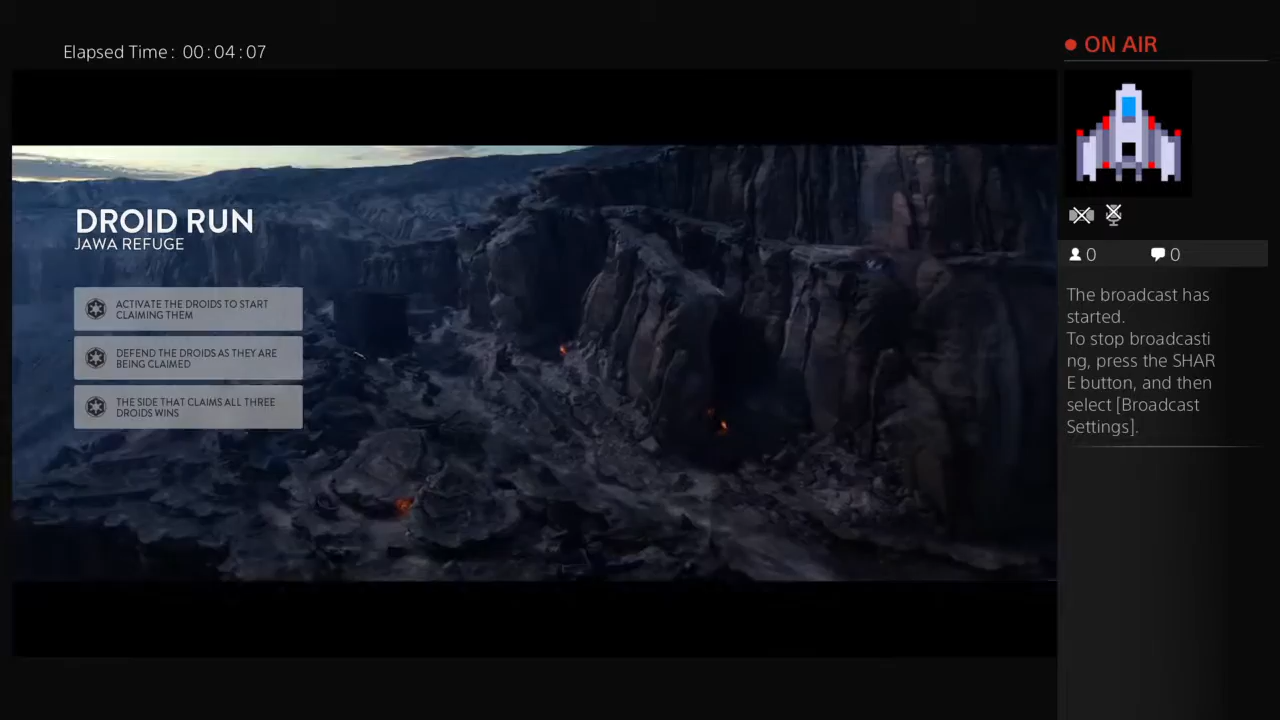 Elapsed Time: 00:04:07
ON AIR
DROID RUN
JAWA REFUGE
ACTIVATE THE DROIDS TO START
CLAIMING THEM
DEFEND THE DROIDS AS THEY ARE
BEING CLAIMED
THE SIDE THAT CLAIMS ALL THREE
DROIDS WINS
0
0
The broadcast has
started.
To stop broadcasti
ng, press the SHAR
E button, and then
select [Broadcast
Settings].